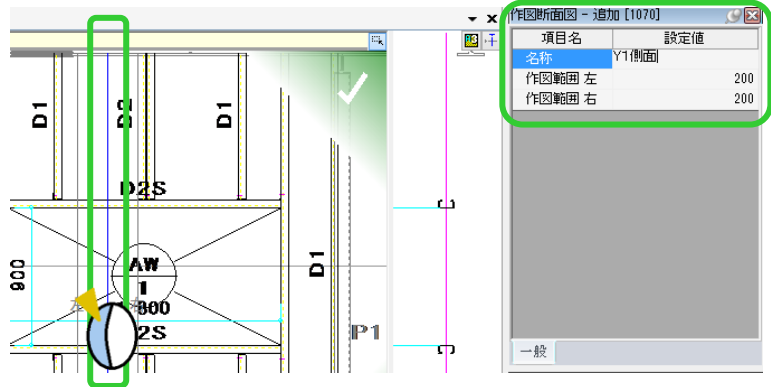 作図断面図 - 追加 [1070]
項目名 設定値
名称 Y1側面
作図範囲 左 200
作図範囲 右 200
一般
D1
D2
D1
D2S
900
AW
1
D1
左
800
2S
P1